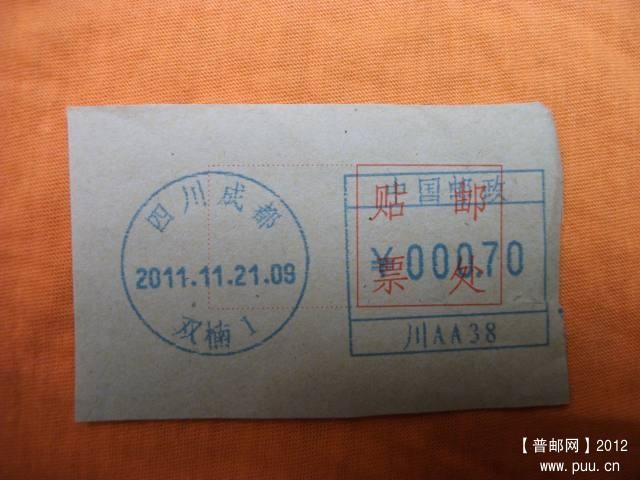 四川成都
2011.11.21.09
双楠 1
中国邮政
贴 邮
¥00070
票 处
川AA38
【普邮网】2012
www.puu.cn